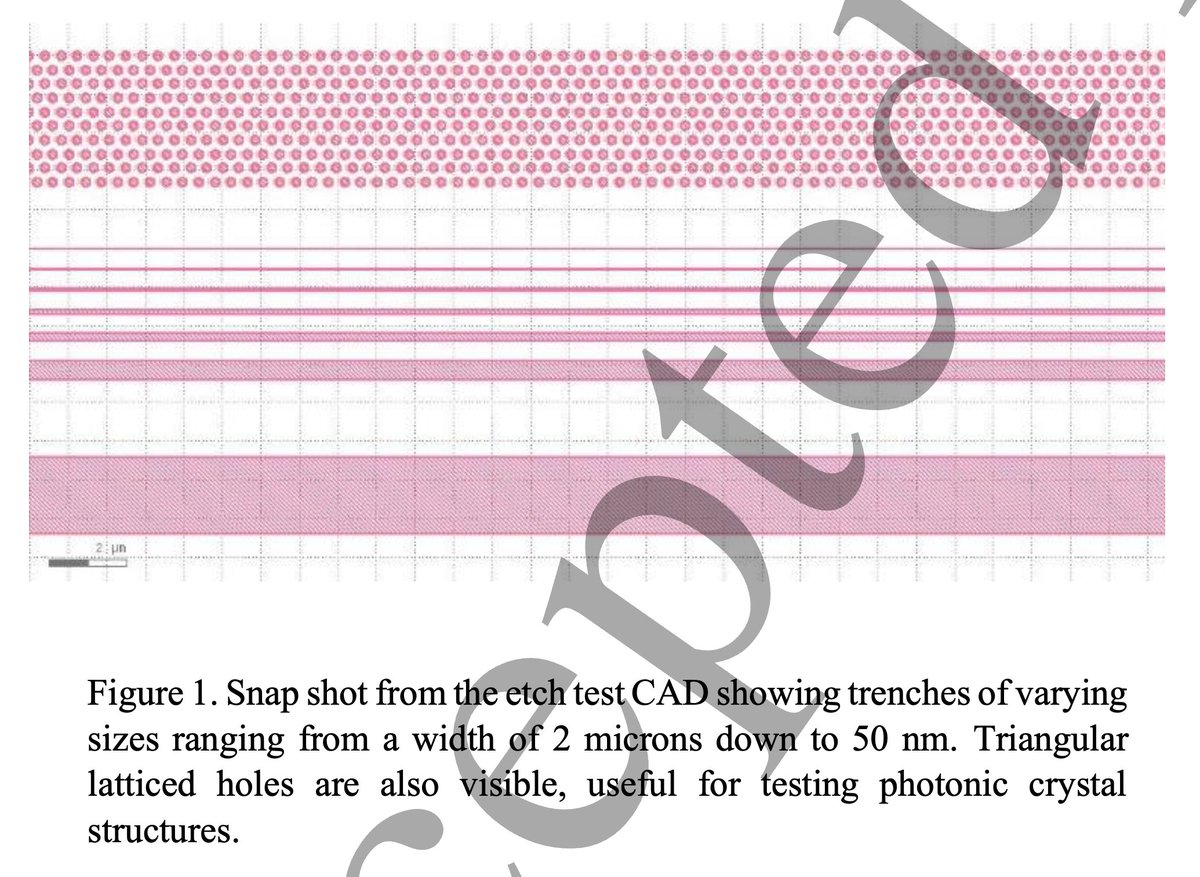 2 µm
Figure 1. Snap shot from the etch test CAD showing trenches of varying
sizes ranging from a width of 2 microns down to 50 nm. Triangular
latticed holes are also visible, useful for testing photonic crystal
structures.
cepted